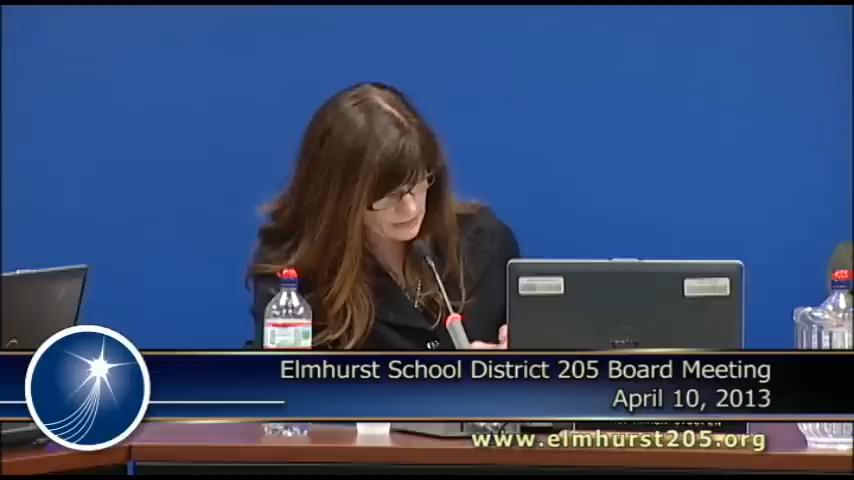 Elmhurst School District 205 Board Meeting
April 10, 2013
www.elmhurst205.org